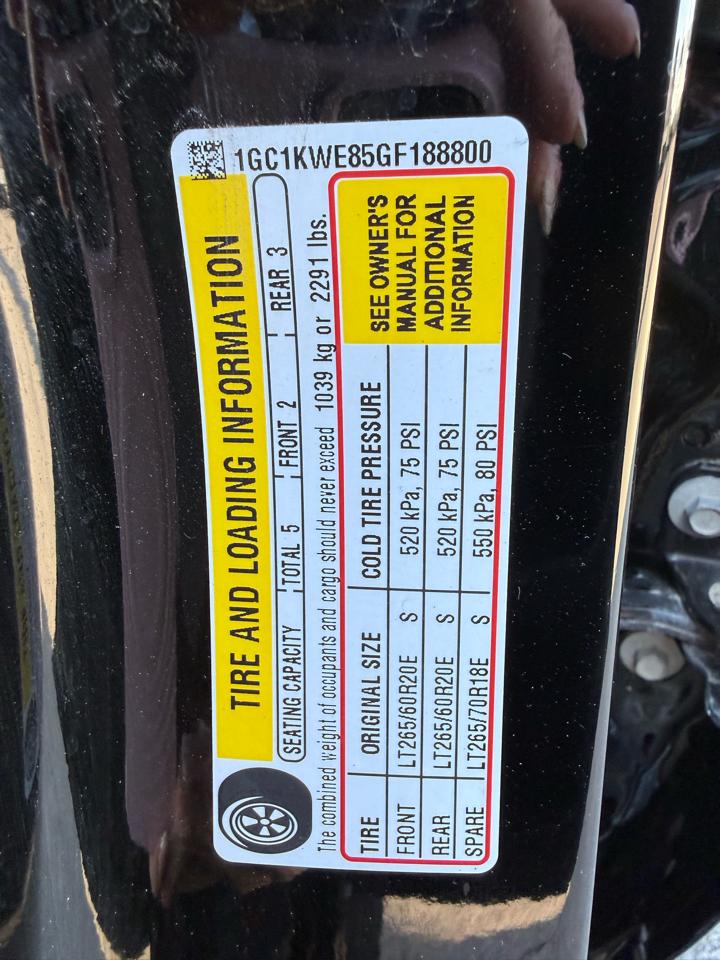 1GC1KWE85GF188800
TIRE AND LOADING INFORMATION
SEATING CAPACITY TOTAL 5 FRONT 2 REAR 3
The combined weight of occupants and cargo should never exceed 1039 kg or 2291 lbs.
TIRE ORIGINAL SIZE COLD TIRE PRESSURE
FRONT LT265/60R20E S 520 kPa, 75 PSI
REAR LT265/60R20E S 520 kPa, 75 PSI
SPARE LT265/70R18E S 550 kPa, 80 PSI
SEE OWNER'S
MANUAL FOR
ADDITIONAL
INFORMATION